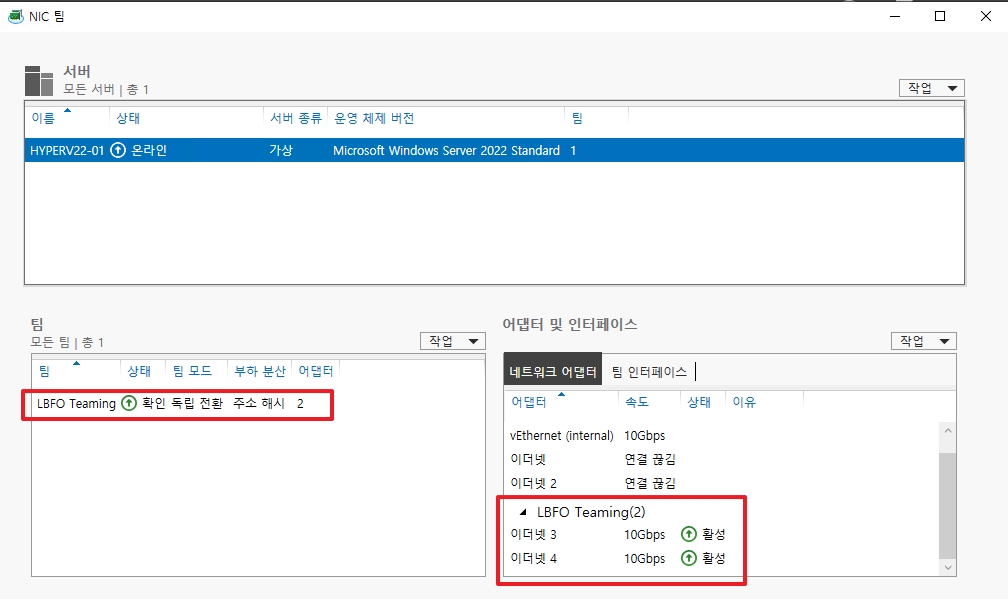 NIC 팀
서버
모든 서버 | 총 1
작업
이름 상태 서버 종류 운영 체제 버전 팀
HYPERV22-01 온라인 가상 Microsoft Windows Server 2022 Standard 1
팀
모든 팀 | 총 1
작업
팀 상태 팀 모드 부하 분산 어댑터
LBFO Teaming 확인 독립 전환 주소 해시 2
어댑터 및 인터페이스
작업
네트워크 어댑터 팀 인터페이스
어댑터 속도 상태 이유
vEthernet (internal) 10Gbps
이더넷 연결 끊김
이더넷 2 연결 끊김
LBFO Teaming(2)
이더넷 3 10Gbps 활성
이더넷 4 10Gbps 활성